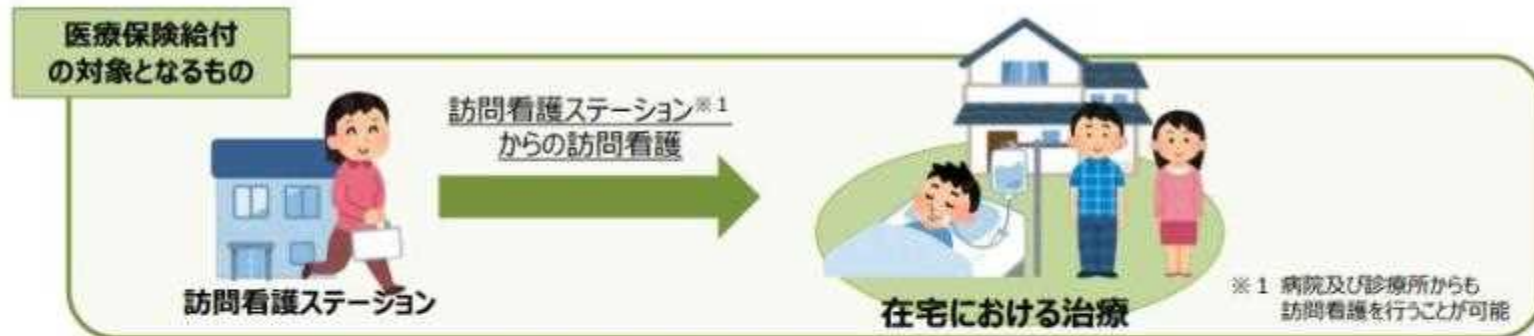 医療保険給付
の対象となるもの
訪問看護ステーション※1
からの訪問看護
訪問看護ステーション
在宅における治療
※1 病院及び診療所からも
訪問看護を行うことが可能